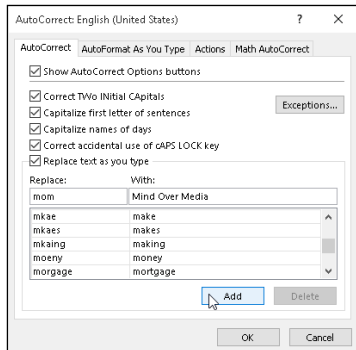 AutoCorrect: English (United States) ? X
AutoCorrect AutoFormat As You Type Actions Math AutoCorrect
Show AutoCorrect Options buttons
Correct TWo INitial CApitals
Exceptions...
Capitalize first letter of sentences
Capitalize names of days
Correct accidental use of cAPS LOCK key
Replace text as you type
Replace: With:
mom Mind Over Media
mkae make
mkaes makes
mkaing making
moeny money
morgage mortgage
Add Delete
OK Cancel